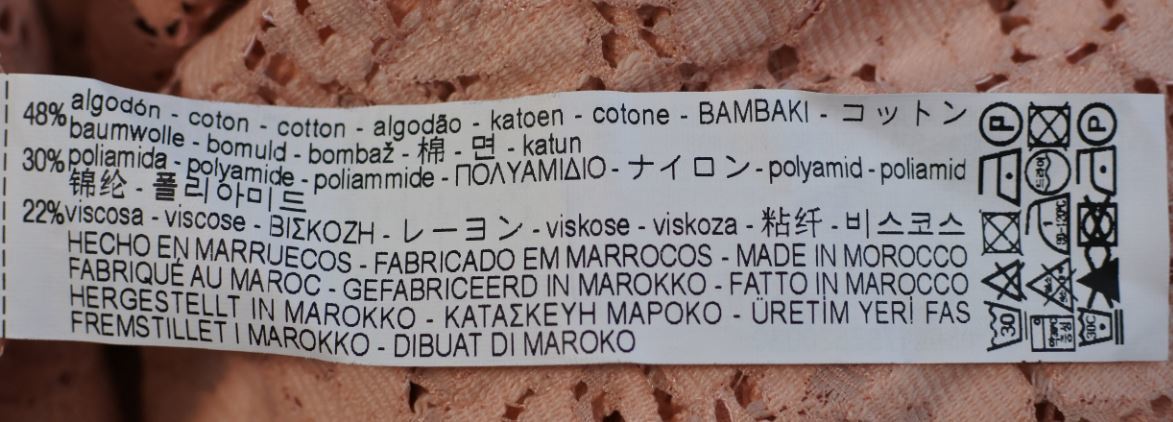 48% algodón - coton - cotton - algodão - katoen - cotone - BAMBAKI - コットン
baumwolle - bomuld - bombaž - 棉 - 면 - katun
30% poliamida - polyamide - poliammide - ΠΟΛΥΑΜΙΔΙΟ - ナイロン - polyamid - poliamid
锦纶 - 폴리아미드
22% viscosa - viscose - ΒΙΣΚΟΖΗ - レーヨン - viskose - viskoza - 粘纤 - 비스코스
HECHO EN MARRUECOS - FABRICADO EM MARROCOS - MADE IN MOROCCO
FABRIQUÉ AU MAROC - GEFABRICEERD IN MAROKKO - FATTO IN MAROCCO
HERGESTELLT IN MAROKKO - ΚΑΤΑΣΚΕΥΗ ΜΑΡΟΚΟ - ÜRETİM YERİ FAS
FREMSTILLET I MAROKKO - DIBUAT DI MAROKO
P P
30 30C